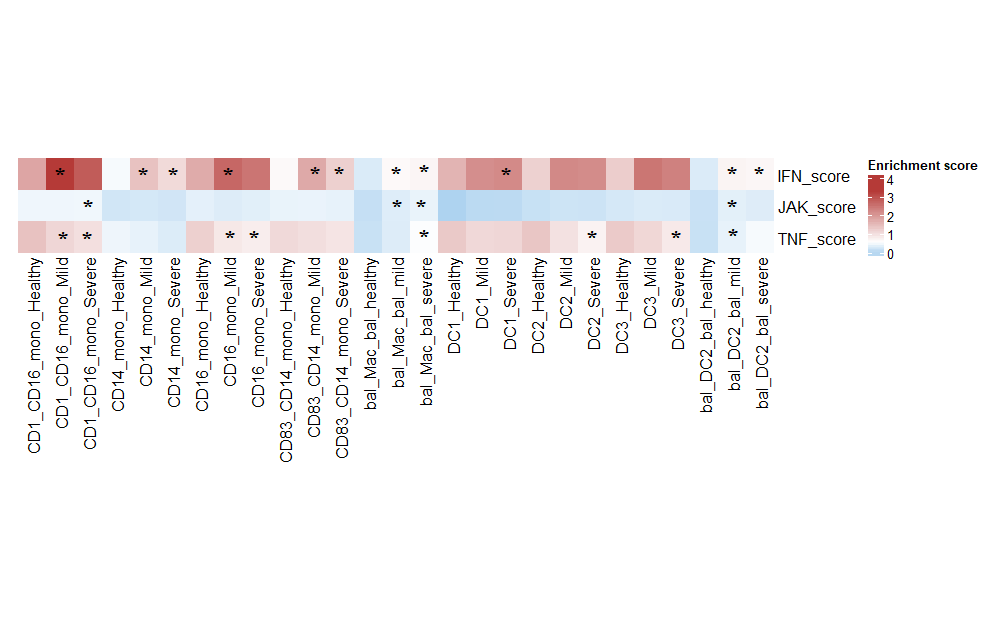 Enrichment score
4
3
2
1
0
* * * * * * * * * * * * IFN_score
* * * * JAK_score
* * * * * * * * TNF_score
CD1_CD16_mono_Healthy
CD1_CD16_mono_Mild
CD1_CD16_mono_Severe
CD14_mono_Healthy
CD14_mono_Mild
CD14_mono_Severe
CD16_mono_Healthy
CD16_mono_Mild
CD16_mono_Severe
CD83_CD14_mono_Healthy
CD83_CD14_mono_Mild
CD83_CD14_mono_Severe
bal_Mac_bal_healthy
bal_Mac_bal_mild
bal_Mac_bal_severe
DC1_Healthy
DC1_Mild
DC1_Severe
DC2_Healthy
DC2_Mild
DC2_Severe
DC3_Healthy
DC3_Mild
DC3_Severe
bal_DC2_bal_healthy
bal_DC2_bal_mild
bal_DC2_bal_severe